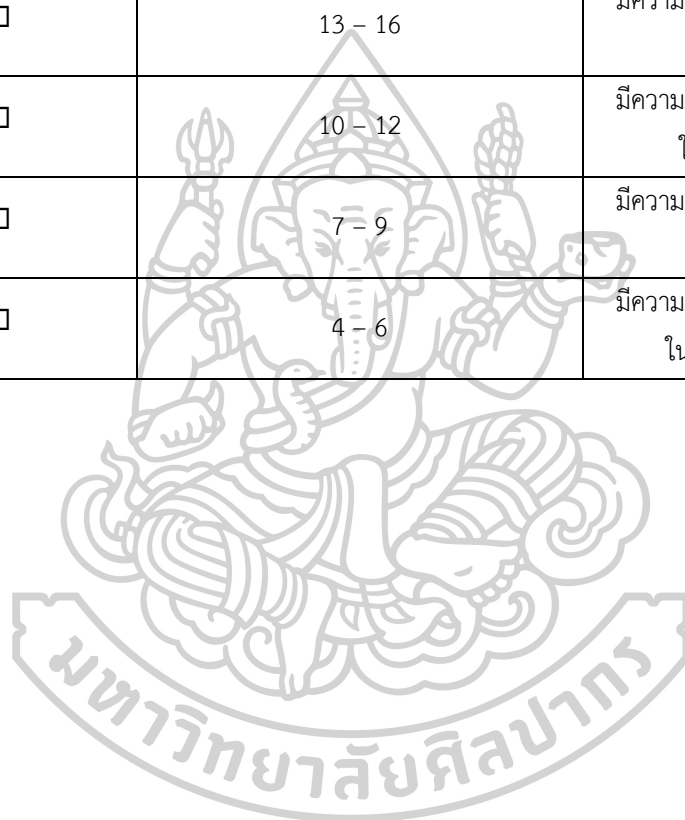 ☐ 13 – 16 มีความ
☐ 10 – 12 มีความ
ใ
☐ 7 – 9 มีความ
☐ 4 – 6 มีความ
ใน
มหาวิทยาลัยศิลปากร